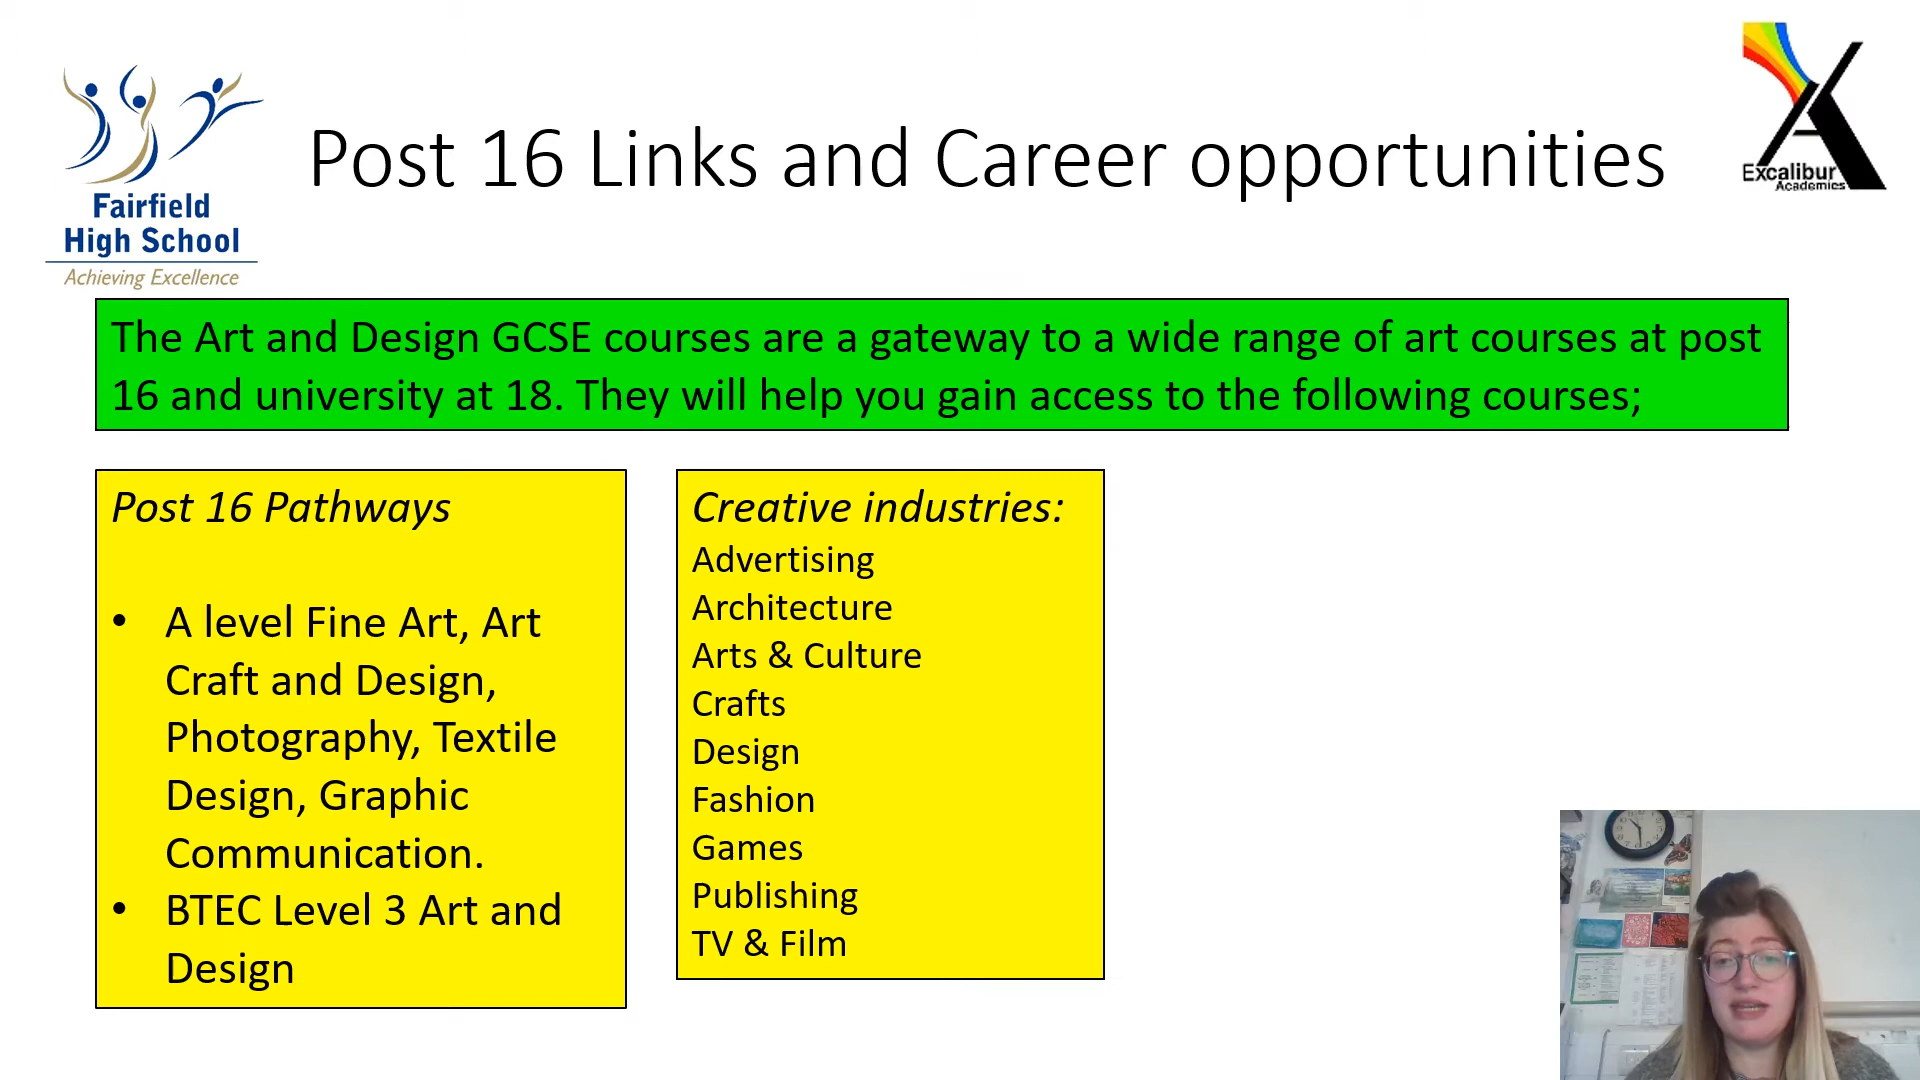 Post 16 Links and Career opportunities
Fairfield
High School
Achieving Excellence
Excalibur
Academies
The Art and Design GCSE courses are a gateway to a wide range of art courses at post
16 and university at 18. They will help you gain access to the following courses;
Post 16 Pathways
• A level Fine Art, Art
Craft and Design,
Photography, Textile
Design, Graphic
Communication.
• BTEC Level 3 Art and
Design
Creative industries:
Advertising
Architecture
Arts & Culture
Crafts
Design
Fashion
Games
Publishing
TV & Film